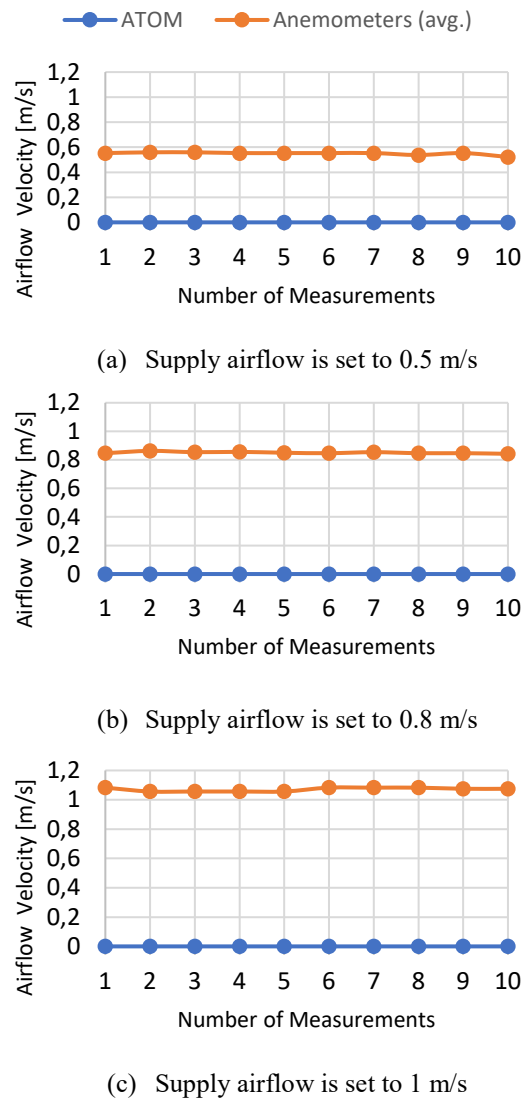 ATOM Anemometers (avg.)
1,2
1
0,8
0,6
0,4
0,2
0
Airflow Velocity [m/s]
1 2 3 4 5 6 7 8 9 10
Number of Measurements
(a) Supply airflow is set to 0.5 m/s
1,2
1
0,8
0,6
0,4
0,2
0
Airflow Velocity [m/s]
1 2 3 4 5 6 7 8 9 10
Number of Measurements
(b) Supply airflow is set to 0.8 m/s
1,2
1
0,8
0,6
0,4
0,2
0
Airflow Velocity [m/s]
1 2 3 4 5 6 7 8 9 10
Number of Measurements
(c) Supply airflow is set to 1 m/s